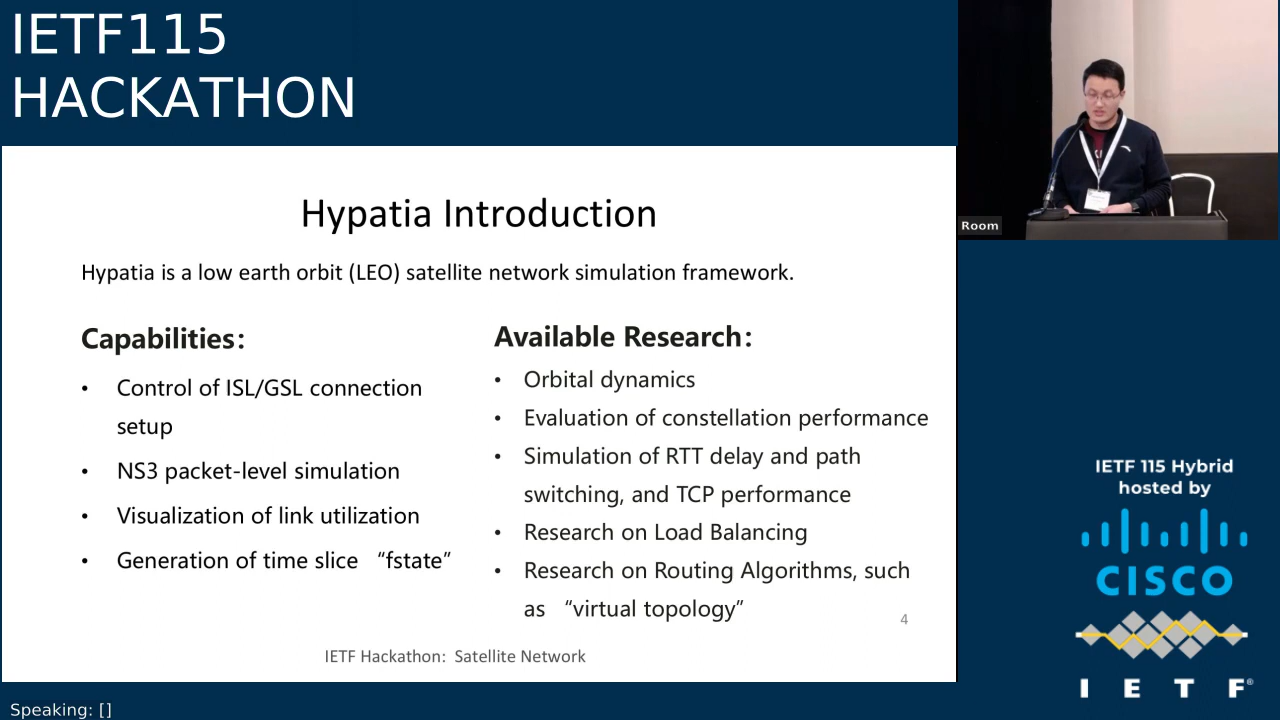 IETF115
HACKATHON
Room
Hypatia Introduction
Hypatia is a low earth orbit (LEO) satellite network simulation framework.
Capabilities:
• Control of ISL/GSL connection
setup
• NS3 packet-level simulation
• Visualization of link utilization
• Generation of time slice “fstate”
Available Research:
• Orbital dynamics
• Evaluation of constellation performance
• Simulation of RTT delay and path
switching, and TCP performance
• Research on Load Balancing
• Research on Routing Algorithms, such
as “virtual topology”
4
IETF Hackathon: Satellite Network
IETF 115 Hybrid
hosted by
CISCO
I E T F®
Speaking: []